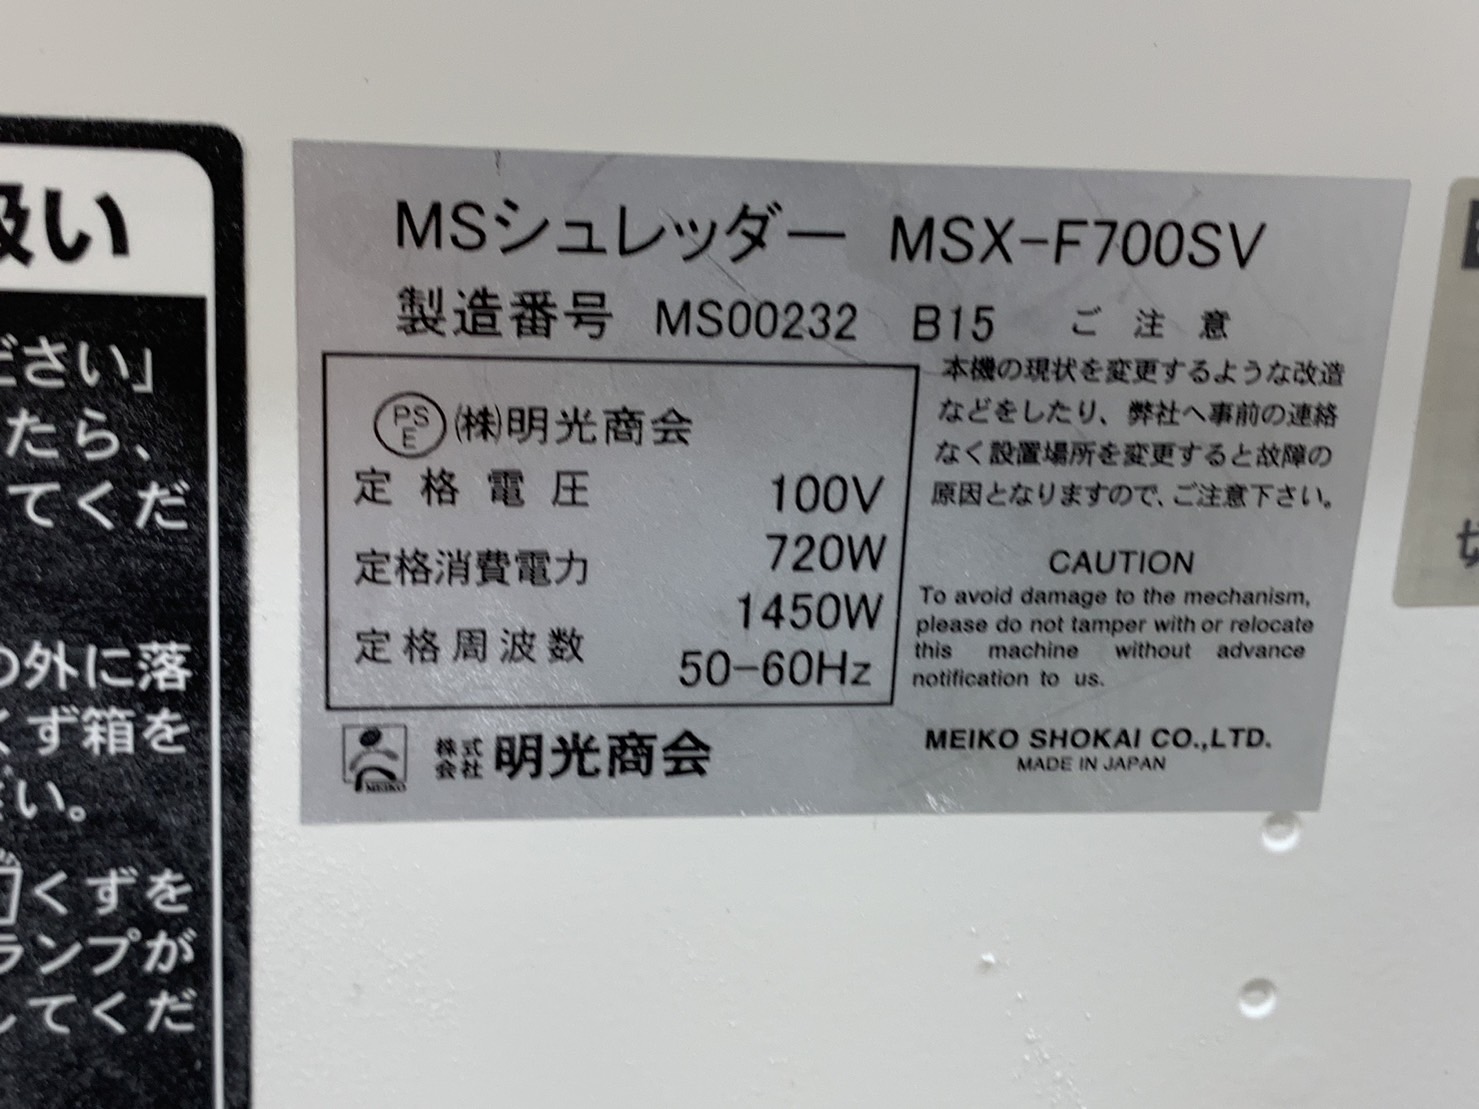 MSシュレッダー MSX-F700SV
製造番号 MS00232 B15 ご注意
PS
E
(株)明光商会
定格電圧 100V
定格消費電力 720W
1450W
定格周波数 50-60Hz
本機の現状を変更するような改造
などをしたり、弊社へ事前の連絡
なく設置場所を変更すると故障の
原因となりますので、ご注意下さい。
CAUTION
To avoid damage to the mechanism,
please do not tamper with or relocate
this machine without advance
notification to us.
MEIKO
株式
会社 明光商会
MEIKO SHOKAI CO.,LTD.
MADE IN JAPAN
扱い
ださい」
たら、
てくだ
の外に落
くず箱を
さい。
くずを
ランプが
してくだ
切